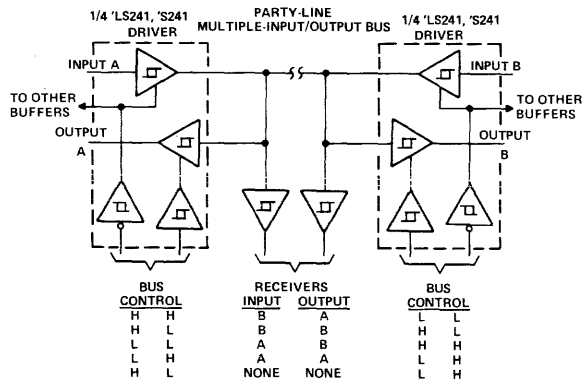 1/4 'LS241, 'S241
DRIVER
PARTY-LINE
MULTIPLE-INPUT/OUTPUT BUS
1/4 'LS241, 'S241
DRIVER
INPUT A
INPUT B
TO OTHER
BUFFERS
TO OTHER
BUFFERS
OUTPUT
A
OUTPUT
B
BUS
CONTROL
RECEIVERS
INPUT OUTPUT
BUS
CONTROL
H H B A L L
H L B B H L
L L A B H H
L H A A L H
H L NONE NONE L H